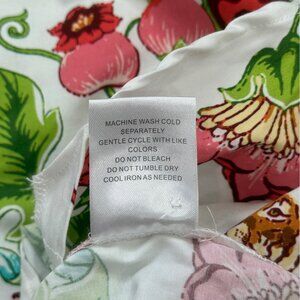 MACHINE WASH COLD
SEPARATELY
GENTLE CYCLE WITH LIKE
COLORS
DO NOT BLEACH
DO NOT TUMBLE DRY
COOL IRON AS NEEDED